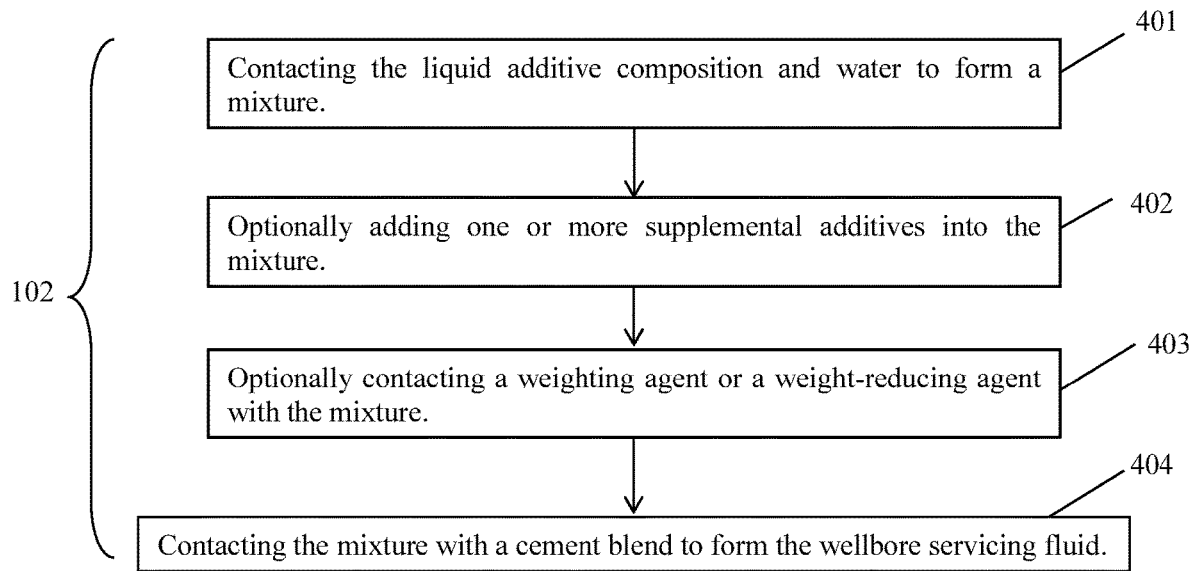 401
Contacting the liquid additive composition and water to form a
mixture.
402
Optionally adding one or more supplemental additives into the
mixture.
102
403
Optionally contacting a weighting agent or a weight-reducing agent
with the mixture.
404
Contacting the mixture with a cement blend to form the wellbore servicing fluid.